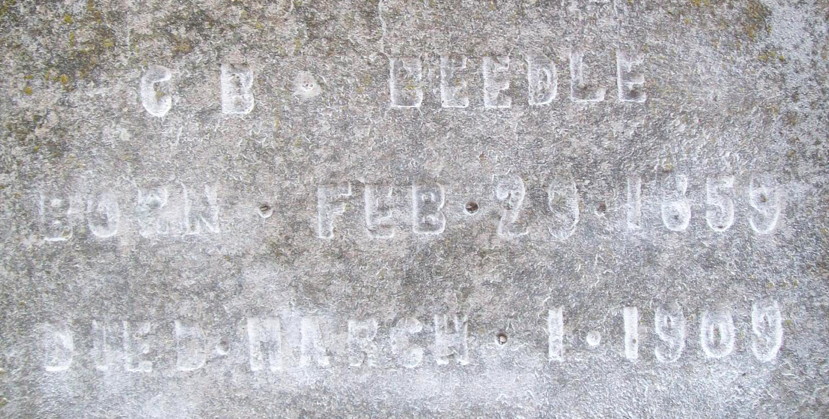 C B · BEEDLE
BORN · FEB · 29 · 1859
DIED · MARCH · 1 · 1909